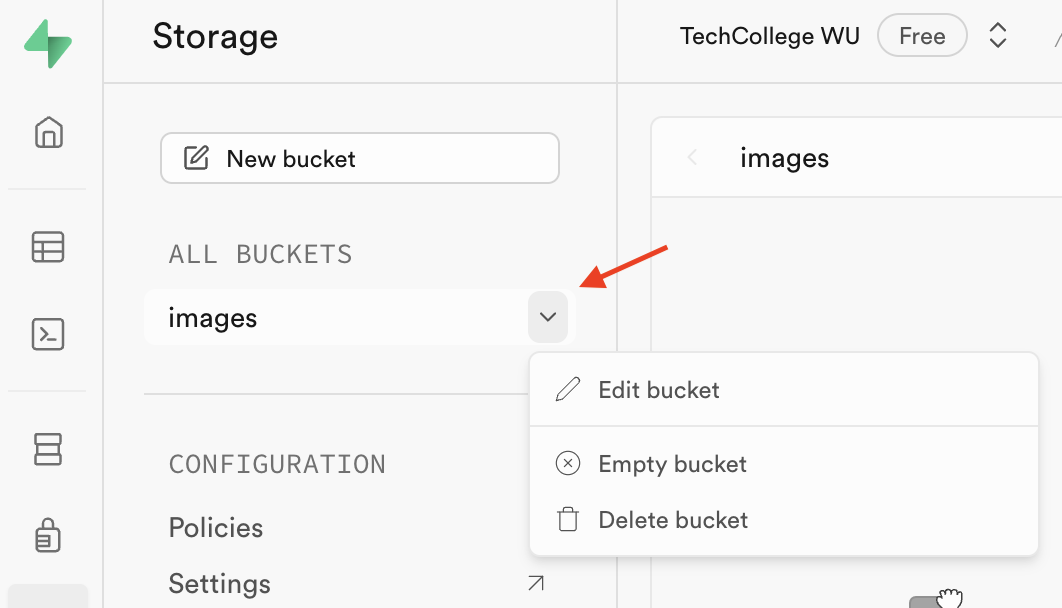 Storage
TechCollege WU Free
New bucket
images
ALL BUCKETS
images
Edit bucket
Empty bucket
Delete bucket
CONFIGURATION
Policies
Settings